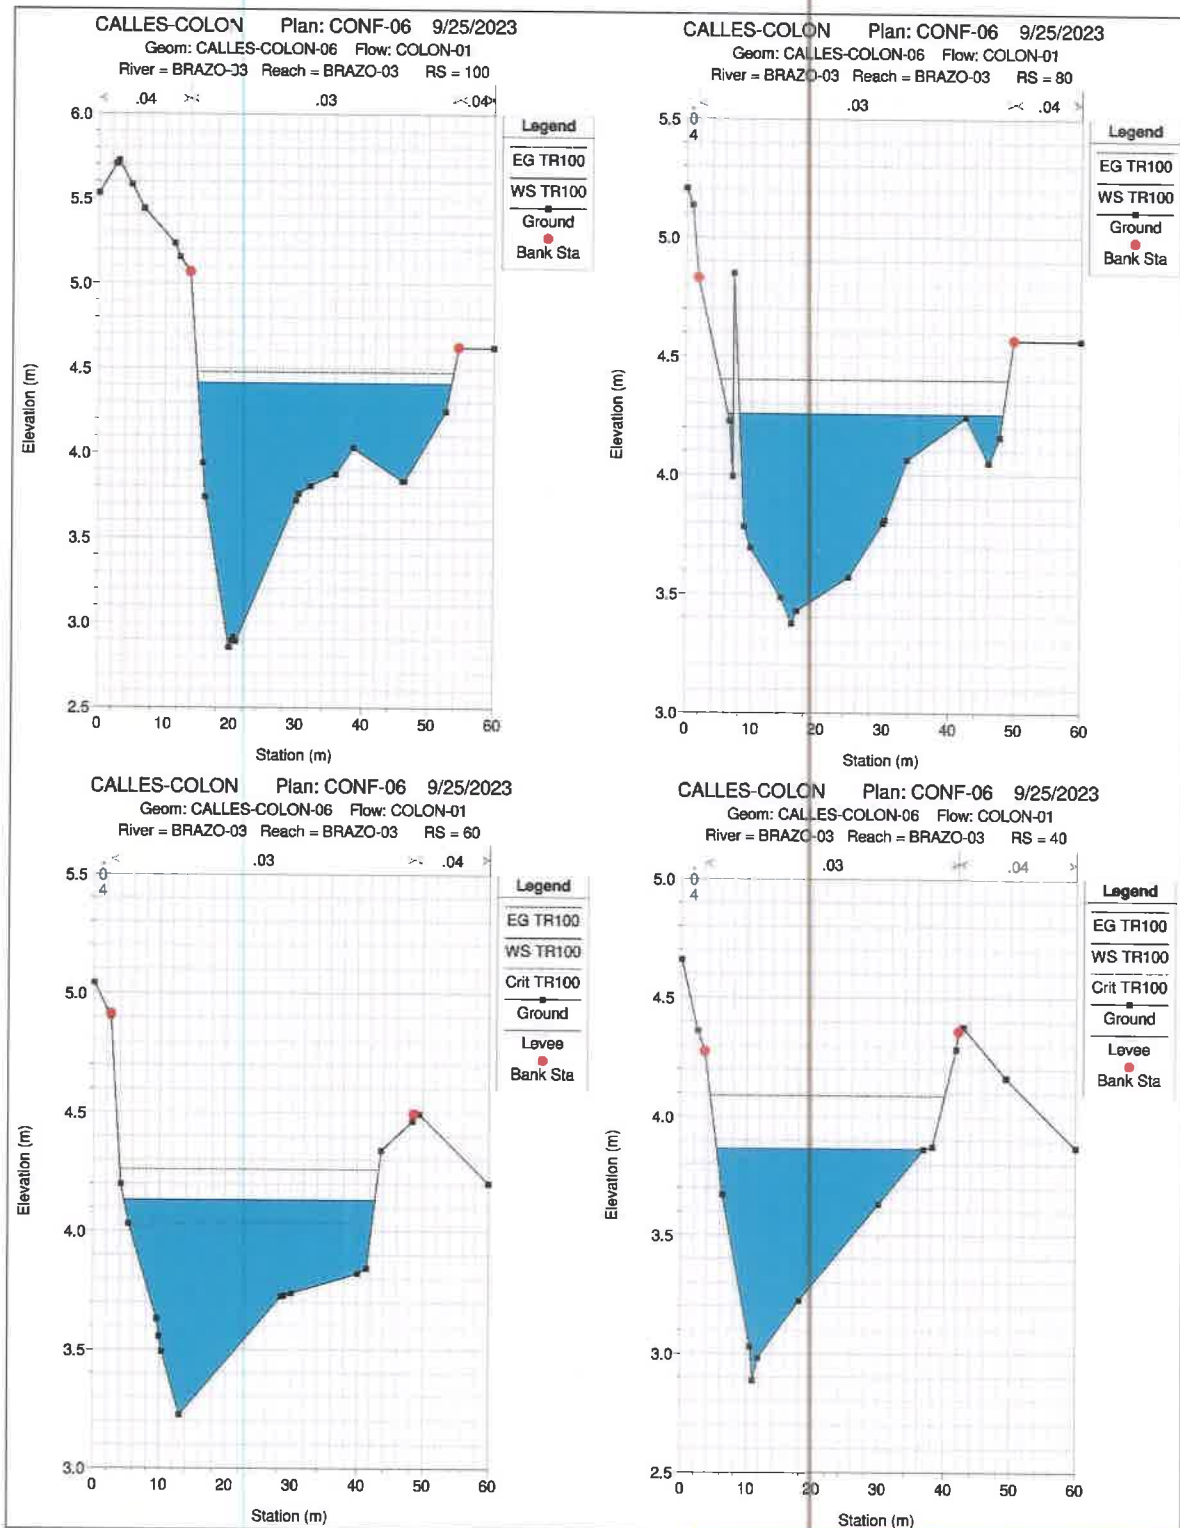 CALLES-COLON Plan: CONF-06 9/25/2023
Geom: CALLES-COLON-06 Flow: COLON-01
River = BRAZO-03 Reach = BRAZO-03 RS = 100
.04 .03 .04
6.0
5.5
5.0
4.5
4.0
3.5
3.0
2.5
Elevation (m)
0 10 20 30 40 50 60
Station (m)
Legend
EG TR100
WS TR100
Ground
Bank Sta
CALLES-COLON Plan: CONF-06 9/25/2023
Geom: CALLES-COLON-06 Flow: COLON-01
River = BRAZO-03 Reach = BRAZO-03 RS = 80
.04 .03 .04
5.5
5.0
4.5
4.0
3.5
3.0
Elevation (m)
0 10 20 30 40 50 60
Station (m)
Legend
EG TR100
WS TR100
Ground
Bank Sta
CALLES-COLON Plan: CONF-06 9/25/2023
Geom: CALLES-COLON-06 Flow: COLON-01
River = BRAZO-03 Reach = BRAZO-03 RS = 60
.04 .03 .04
5.5
5.0
4.5
4.0
3.5
3.0
Elevation (m)
0 10 20 30 40 50 60
Station (m)
Legend
EG TR100
WS TR100
Crit TR100
Ground
Levee
Bank Sta
CALLES-COLON Plan: CONF-06 9/25/2023
Geom: CALLES-COLON-06 Flow: COLON-01
River = BRAZO-03 Reach = BRAZO-03 RS = 40
.04 .03 .04
5.0
4.5
4.0
3.5
3.0
2.5
Elevation (m)
0 10 20 30 40 50 60
Station (m)
Legend
EG TR100
WS TR100
Crit TR100
Ground
Levee
Bank Sta